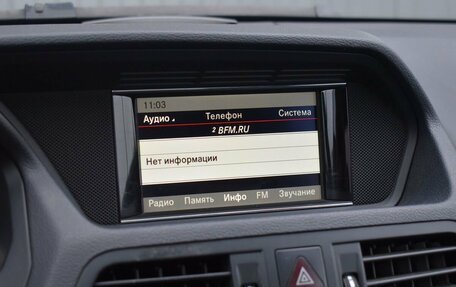 11:03
Аудио Телефон Система
2 BFM.RU
Нет информации
Радио Память Инфо FM Звучание